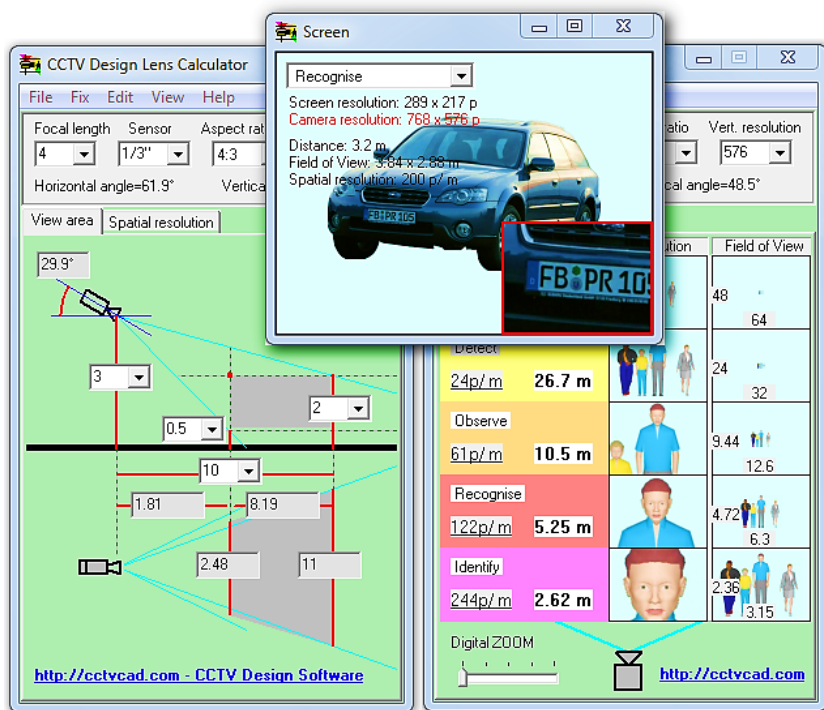 Screen
Recognise
Screen resolution: 289 x 217 p
Camera resolution: 768 x 576 p
Distance: 3.2 m
Field of View: 3.84 x 2.88 m
Spatial resolution: 200 p/ m
FB PR 105
FB PR 105
CCTV Design Lens Calculator
File Fix Edit View Help
Focal length Sensor Aspect rat
4 1/3" 4:3
Horizontal angle=61.9° Vertica
View area Spatial resolution
29.9°
3
2
0.5
10
1.81 8.19
2.48 11
http://cctvcad.com - CCTV Design Software
atio Vert. resolution
576
cal angle=48.5°
ution Field of View
48
64
Detect
24p/ m 26.7 m
24
32
Observe
61p/ m 10.5 m
9.44
12.6
Recognise
122p/ m 5.25 m
4.72
6.3
Identify
244p/ m 2.62 m
2.36
3.15
Digital ZOOM
http://cctvcad.com